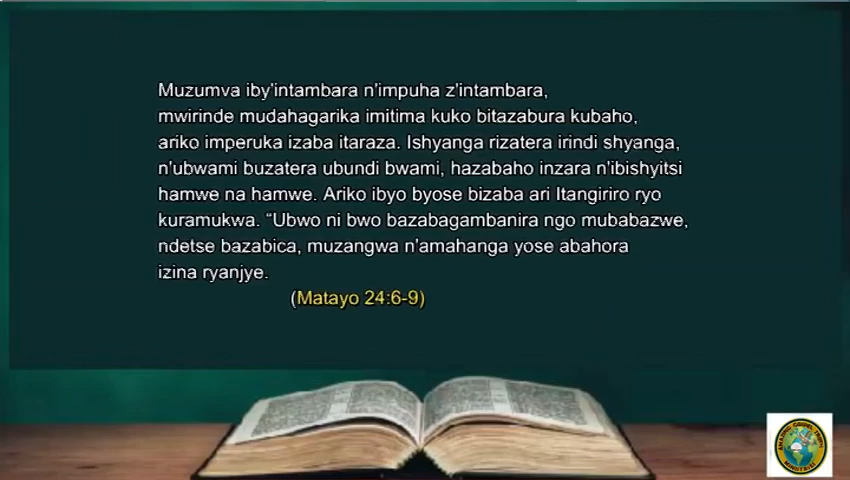 Muzumva iby'intambara n'impuha z'intambara,
mwirinde mudahagarika imitima kuko bitazabura kubaho,
ariko imperuka izaba itaraza. Ishyanga rizatera irindi shyanga,
n'ubwami buzatera ubundi bwami, hazabaho inzara n'ibishyitsi
hamwe na hamwe. Ariko ibyo byose bizaba ari Itangiriro ryo
kuramukwa. “Ubwo ni bwo bazabagambanira ngo mubabazwe,
ndetse bazabica, muzangwa n'amahanga yose abahora
izina ryanjye.
(Matayo 24:6-9)